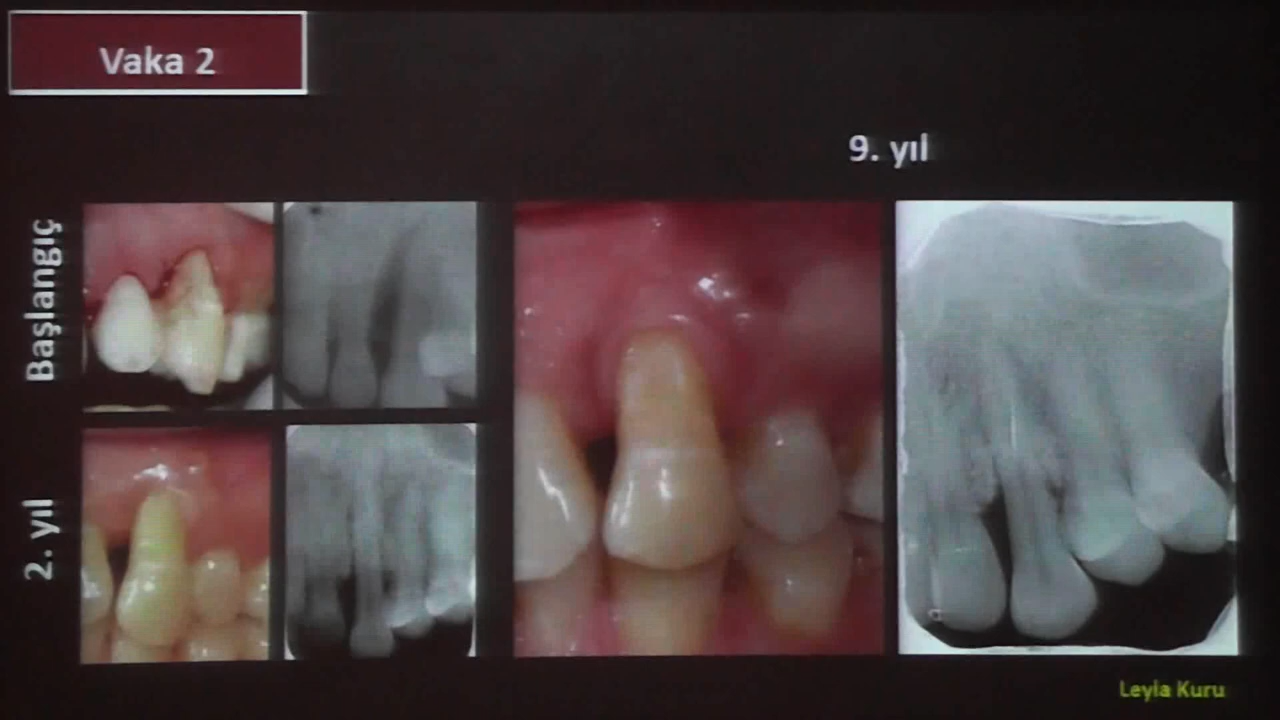 Vaka 2
9. yıl
Başlangıç
2. yıl
Leyla Kuru